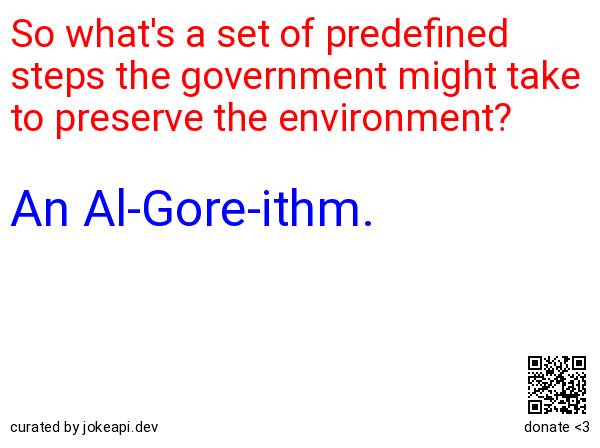 So what's a set of predefined
steps the government might take
to preserve the environment?
An Al-Gore-ithm.
curated by jokeapi.dev
donate <3